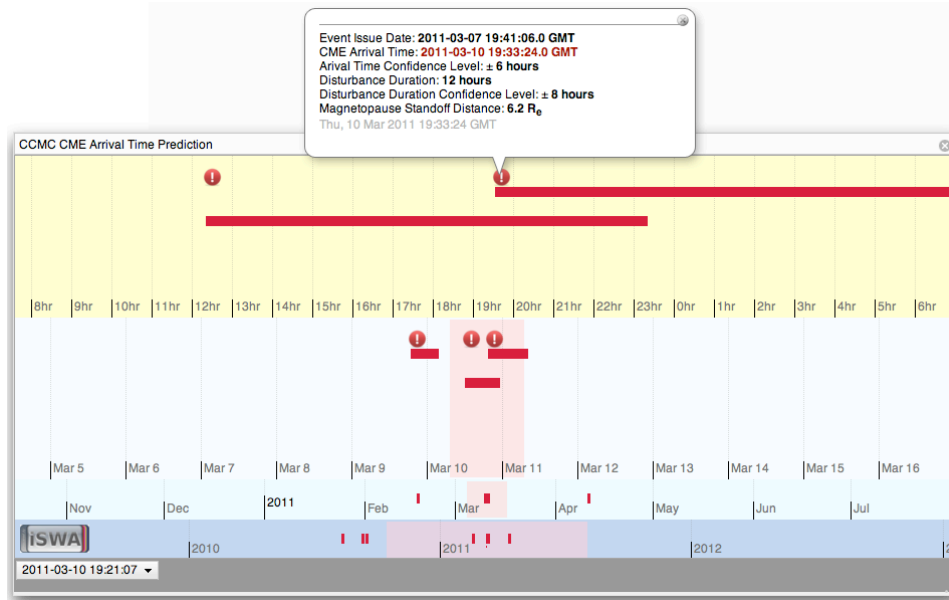 Event Issue Date: 2011-03-07 19:41:06.0 GMT
CME Arrival Time: 2011-03-10 19:33:24.0 GMT
Arival Time Confidence Level: ± 6 hours
Disturbance Duration: 12 hours
Disturbance Duration Confidence Level: ± 8 hours
Magnetopause Standoff Distance: 6.2 Re
Thu, 10 Mar 2011 19:33:24 GMT
CCMC CME Arrival Time Prediction
8hr 9hr 10hr 11hr 12hr 13hr 14hr 15hr 16hr 17hr 18hr 19hr 20hr 21hr 22hr 23hr 0hr 1hr 2hr 3hr 4hr 5hr 6hr
Mar 5 Mar 6 Mar 7 Mar 8 Mar 9 Mar 10 Mar 11 Mar 12 Mar 13 Mar 14 Mar 15 Mar 16
Nov Dec 2011 Feb Mar Apr May Jun Jul
iSWA 2010 2011 2012
2011-03-10 19:21:07